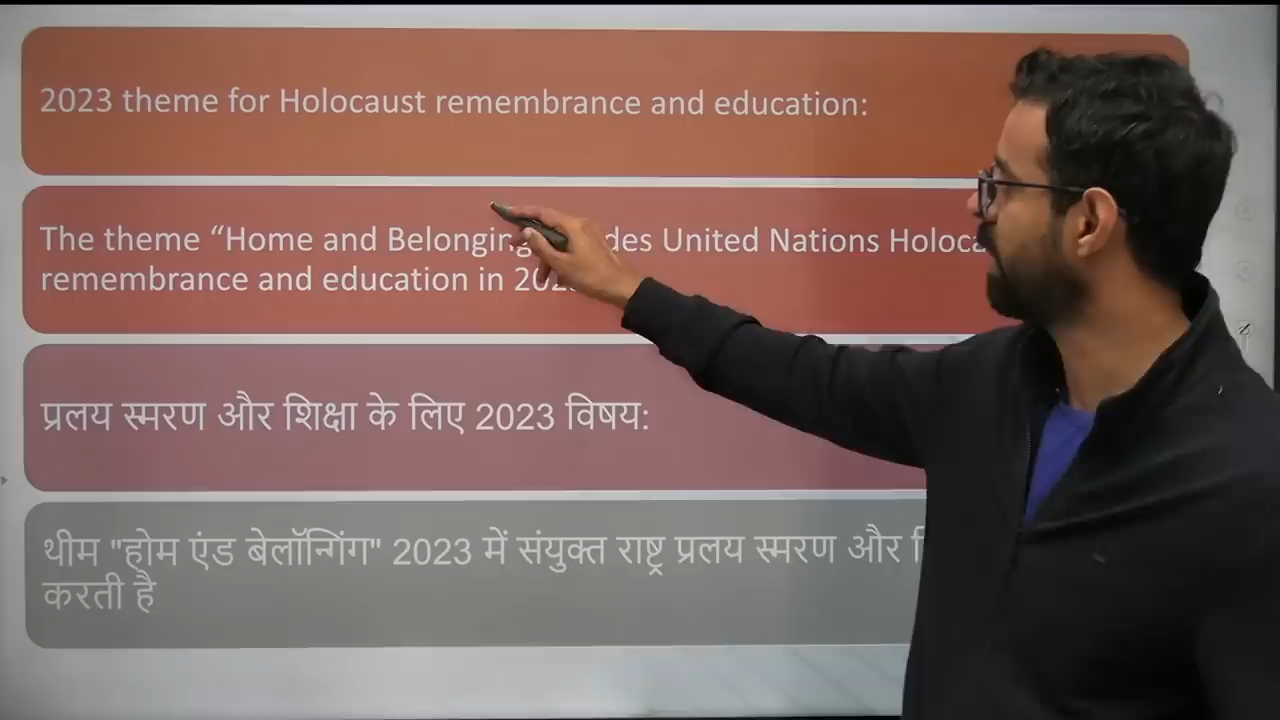 2023 theme for Holocaust remembrance and education:
The theme “Home and Belonging United Nations
remembrance and education in
प्रलय स्मरण और शिक्षा के लिए 2023 विषय:
थीम "होम एंड बेलॉन्गिंग" 2023 में संयुक्त राष्ट्र प्रलय स्मरण और
करती है